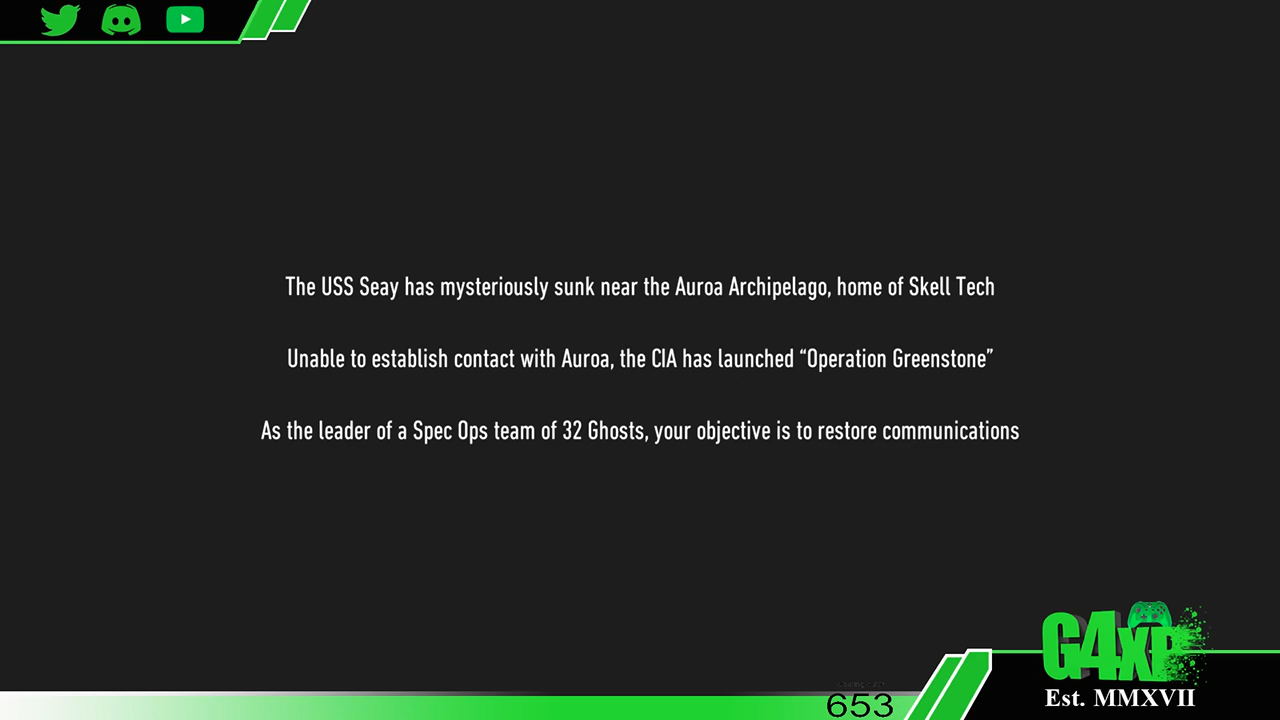 The USS Seay has mysteriously sunk near the Auroa Archipelago, home of Skell Tech
Unable to establish contact with Auroa, the CIA has launched “Operation Greenstone”
As the leader of a Spec Ops team of 32 Ghosts, your objective is to restore communications
G4XP
653
Est. MMXVII